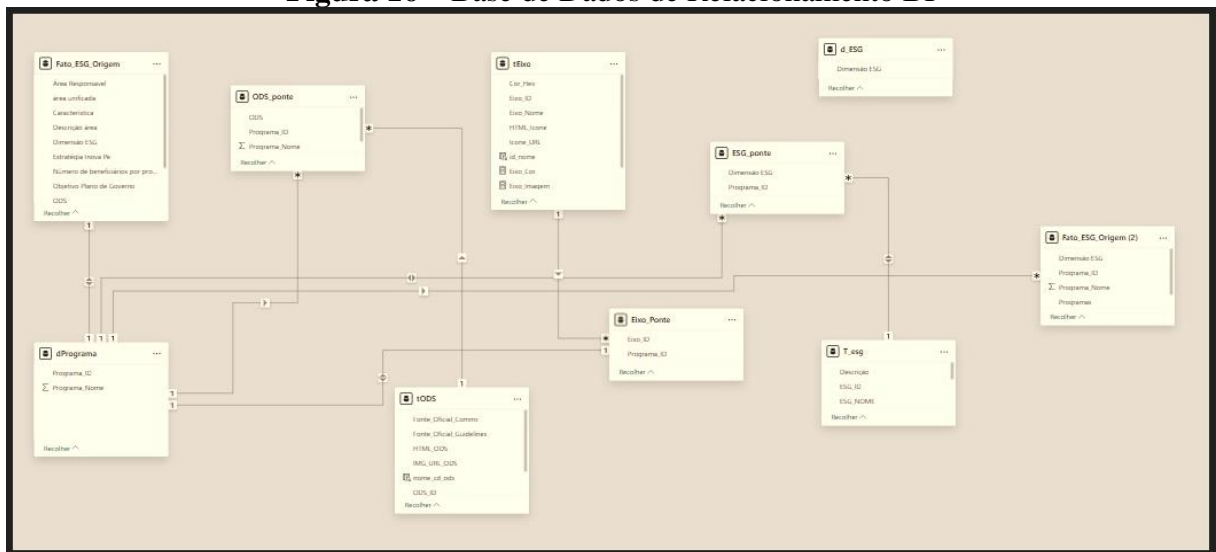 Figura 10 – Base de Dados de Relacionamento BI
Fato_ESG_Origem
Área Responsavel
area unificada
Caracteristica
Descrição área
Dimensão ESG
Estratégia Inova Pe
Número de beneficiários por pro...
Objetivo Plano de Governo
ODS
Recolher
ODS_ponte
ODS
Programa_ID
Σ Programa_Nome
Recolher
tEixo
Cor_Hex
Eixo_ID
Eixo_Nome
HTML_Icone
Icone_URL
id_nome
Eixo_Cor
Eixo_Imagem
Recolher
d_ESG
Dimensão ESG
Recolher
ESG_ponte
Dimensão ESG
Programa_ID
Recolher
Fato_ESG_Origem (2)
Dimensão ESG
Programa_ID
Σ Programa_Nome
Programas
Recolher
dPrograma
Programa_ID
Σ Programa_Nome
Recolher
tODS
Fonte_Oficial_Comms
Fonte_Oficial_Guidelines
HTML_ODS
IMG_URL_ODS
nome_cd_ods
ODS_ID
Recolher
Eixo_Ponte
Eixo_ID
Programa_ID
Recolher
T_esg
Descrição
ESG_ID
ESG_NOME
Recolher